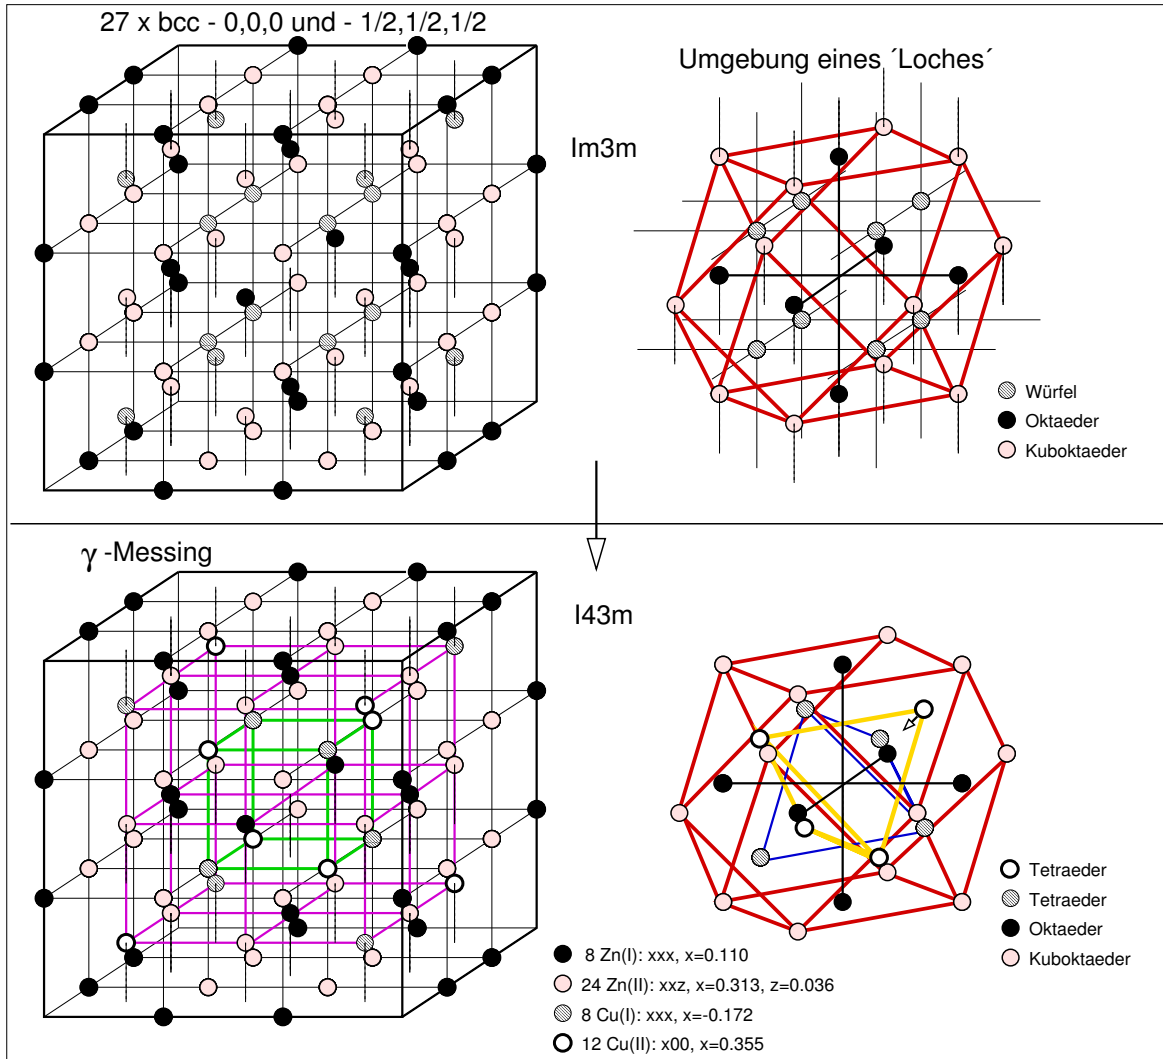 27 x bcc - 0,0,0 und - 1/2,1/2,1/2
Umgebung eines ´Loches´
Im3m
Würfel
Oktaeder
Kuboktaeder
γ -Messing
I43m
Tetraeder
Tetraeder
Oktaeder
Kuboktaeder
8 Zn(I): xxx, x=0.110
24 Zn(II): xxz, x=0.313, z=0.036
8 Cu(I): xxx, x=-0.172
12 Cu(II): x00, x=0.355